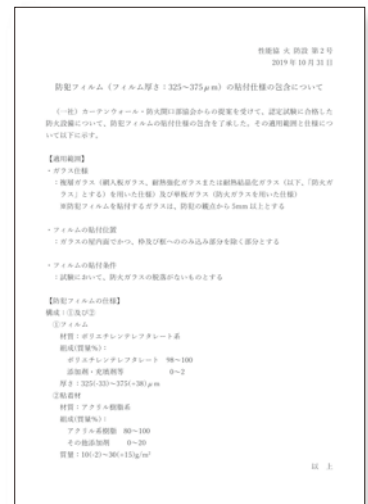 性能協 火 防設 第2号
2019年10月31日
防犯フィルム（フィルム厚さ：325～375μm）の貼付仕様の包含について
（一社）カーテンウォール・防火開口部協会からの提案を受けて、認定試験に合格した
防火設備について、防犯フィルムの貼付仕様の包含を了承した。その適用範囲と仕様につ
いて以下に示す。
【適用範囲】
・ガラス仕様
：複層ガラス（網入板ガラス、耐熱強化ガラスまたは耐熱結晶化ガラス（以下、「防火ガ
ラス」とする）を用いた仕様）及び単板ガラス（防火ガラスを用いた仕様）
※防犯フィルムを貼付するガラスは、防犯の観点から5mm以上とする
・フィルムの貼付位置
：ガラスの屋内面でかつ、枠及び框へののみ込み部分を除く部分とする
・フィルムの貼付条件
：試験において、防火ガラスの脱落がないものとする
【防犯フィルムの仕様】
構成：①及び②
①フィルム
材質：ポリエチレンテレフタレート系
組成(質量%)：
ポリエチレンテレフタレート 98～100
添加剤・充填剤等 0～2
厚さ：325(-33)～375(+38)μm
②粘着材
材質：アクリル樹脂系
組成(質量%)：
アクリル系樹脂 80～100
その他添加剤 0～20
質量：10(-2)～30(+15)g/m²
以 上